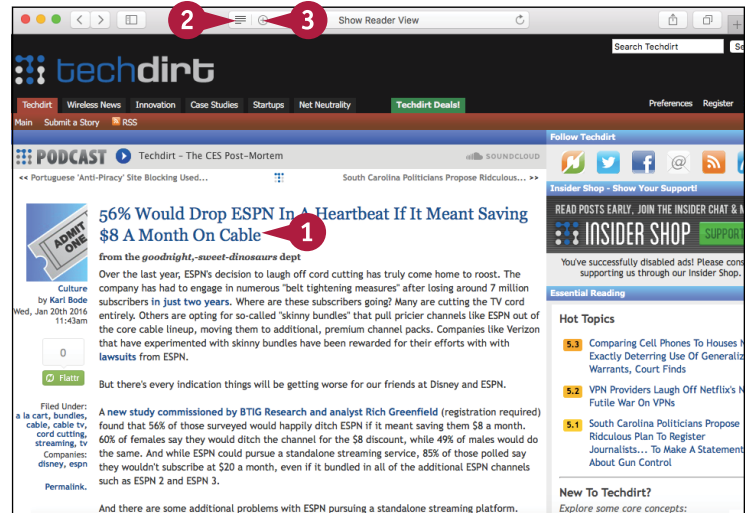 2
3
Show Reader View
Search Techdirt
Se
techdirt
Techdirt Wireless News Innovation Case Studies Startups Net Neutrality Techdirt Deals! Preferences Register
Main Submit a Story RSS
PODCAST Techdirt - The CES Post-Mortem SOUNDCLOUD
<< Portuguese 'Anti-Piracy' Site Blocking Used... South Carolina Politicians Propose Ridculous... >>
ADMIT
ONE
Culture
by Karl Bode
Wed, Jan 20th 2016
11:43am
0
Flattr
Filed Under:
a la cart, bundles,
cable, cable tv,
cord cutting,
streaming, tv
Companies:
disney, espn
Permalink.
56% Would Drop ESPN In A Heartbeat If It Meant Saving
$8 A Month On Cable
1
from the goodnight,-sweet-dinosaurs dept
Over the last year, ESPN's decision to laugh off cord cutting has truly come home to roost. The
company has had to engage in numerous "belt tightening measures" after losing around 7 million
subscribers in just two years. Where are these subscribers going? Many are cutting the TV cord
entirely. Others are opting for so-called "skinny bundles" that pull pricier channels like ESPN out of
the core cable lineup, moving them to additional, premium channel packs. Companies like Verizon
that have experimented with skinny bundles have been rewarded for their efforts with with
lawsuits from ESPN.
But there's every indication things will be getting worse for our friends at Disney and ESPN.
A new study commissioned by BTIG Research and analyst Rich Greenfield (registration required)
found that 56% of those surveyed would happily ditch ESPN if it meant saving them $8 a month.
60% of females say they would ditch the channel for the $8 discount, while 49% of males would do
the same. And while ESPN could pursue a standalone streaming service, 85% of those polled say
they wouldn't subscribe at $20 a month, even if it bundled in all of the additional ESPN channels
such as ESPN 2 and ESPN 3.
And there are some additional problems with ESPN pursuing a standalone streaming platform.
Follow Techdirt
Insider Shop - Show Your Support!
READ POSTS EARLY, JOIN THE INSIDER CHAT &
INSIDER SHOP SUPPORT
You've successfully disabled ads! Please cons
supporting us through our Insider Shop.
Essential Reading
Hot Topics
5.3 Comparing Cell Phones To Houses N
Exactly Deterring Use Of Generaliz
Warrants, Court Finds
5.2 VPN Providers Laugh Off Netflix's N
Futile War On VPNs
5.1 South Carolina Politicians Propose
Ridculous Plan To Register
Journalists... To Make A Statement
About Gun Control
New To Techdirt?
Explore some core concepts: